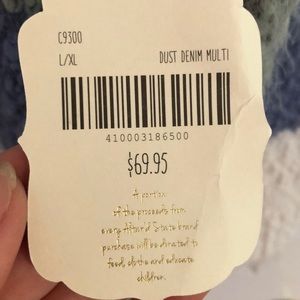 C9300
L/XL DUST DENIM MULTI
410003186500
$69.95
A portion
of the proceeds from
every Altar'd State brand
purchase will be donated to
feed, clothe and educate
children.